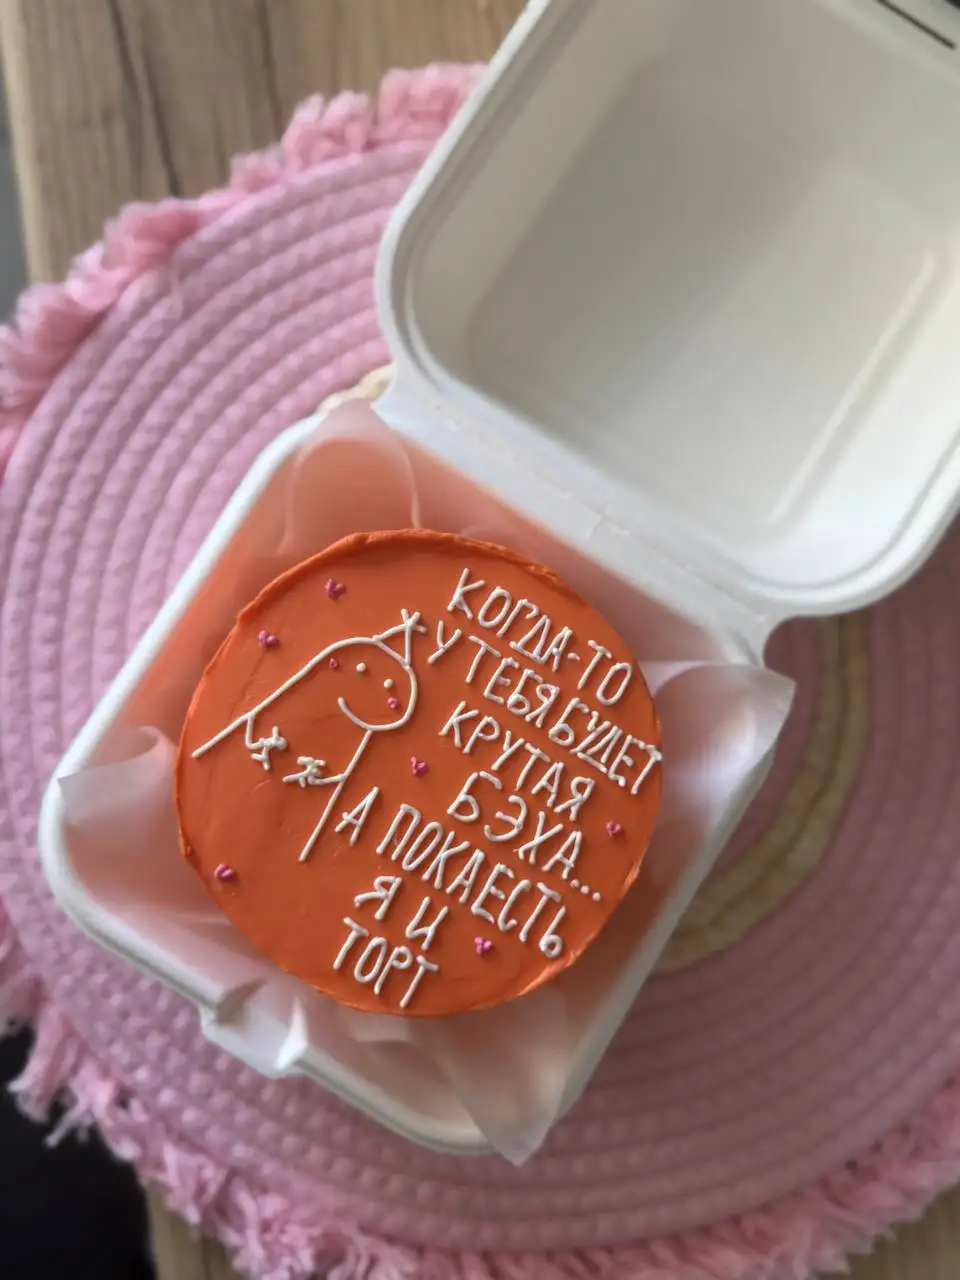 КОГДА-ТО
У ТЕБЯ БУДЕТ
КРУТАЯ
БЭХА...
А ПОКА ЕСТЬ
Я И
ТОРТ